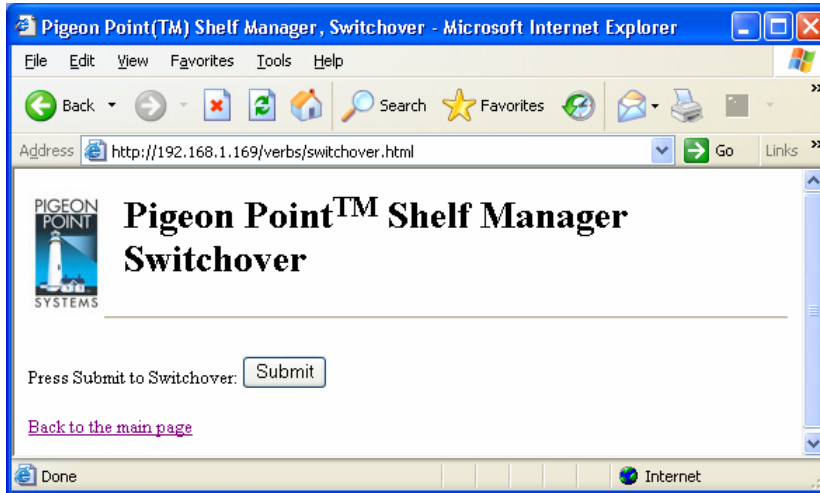 Pigeon Point(TM) Shelf Manager, Switchover - Microsoft Internet Explorer
File Edit View Favorites Tools Help
Back Search Favorites »
Address http://192.168.1.169/verbs/switchover.html Go Links »
PIGEON
POINT
SYSTEMS
Pigeon Point™ Shelf Manager
Switchover
Press Submit to Switchover: Submit
Back to the main page
Done Internet